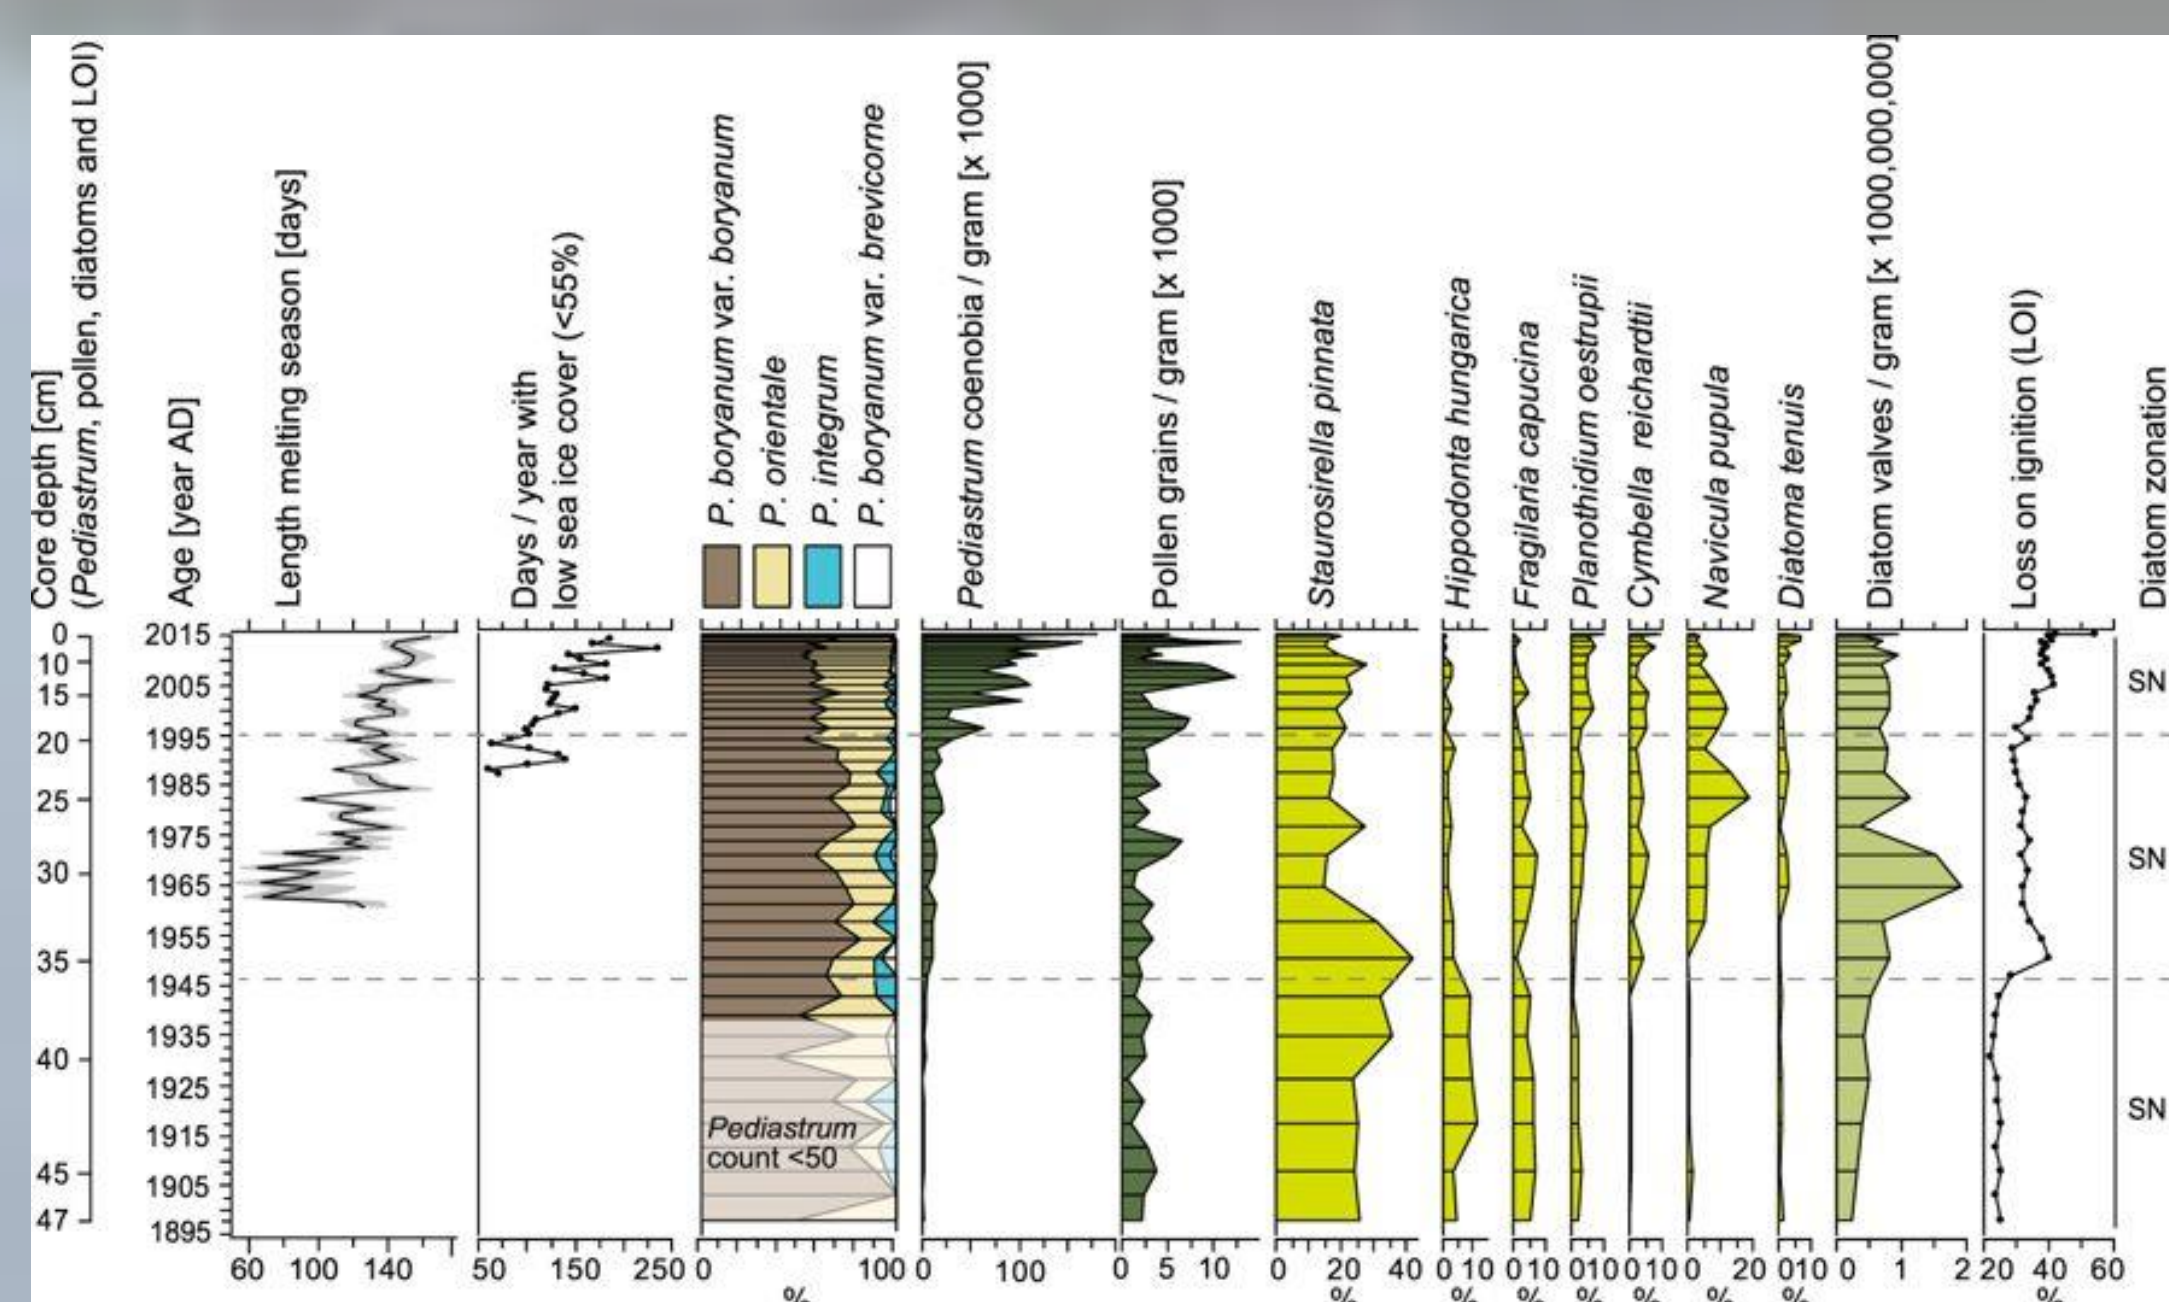 Core depth [cm]
(Pediastrum, pollen, diatoms and LOI)
Age [year AD]
Length melting season [days]
Days / year with
low sea ice cover (<55%)
P. boryanum var. boryanum
P. orientale
P. integrum
P. boryanum var. brevicorne
Pediastrum coenobia / gram [x 1000]
Pollen grains / gram [x 1000]
Staurosirella pinnata
Hippodonta hungarica
Fragilaria capucina
Planothidium oestrupii
Cymbella reichardtii
Navicula pupula
Diatoma tenuis
Diatom valves / gram [x 1000,000,000]
Loss on ignition (LOI)
Diatom zonation
0
10
15
20
25
30
35
40
45
47
2015
2005
1995
1985
1975
1965
1955
1945
1935
1925
1915
1905
1895
Pediastrum
count <50
SN
SN
SN
60 100 140
50 150 250
0 100
%
0 100
0 5 10
0 20 40
%
0 10
%
0 10
%
0 10
%
0 10
%
0 20
%
0 10
%
0 1 2
20 40 60
%